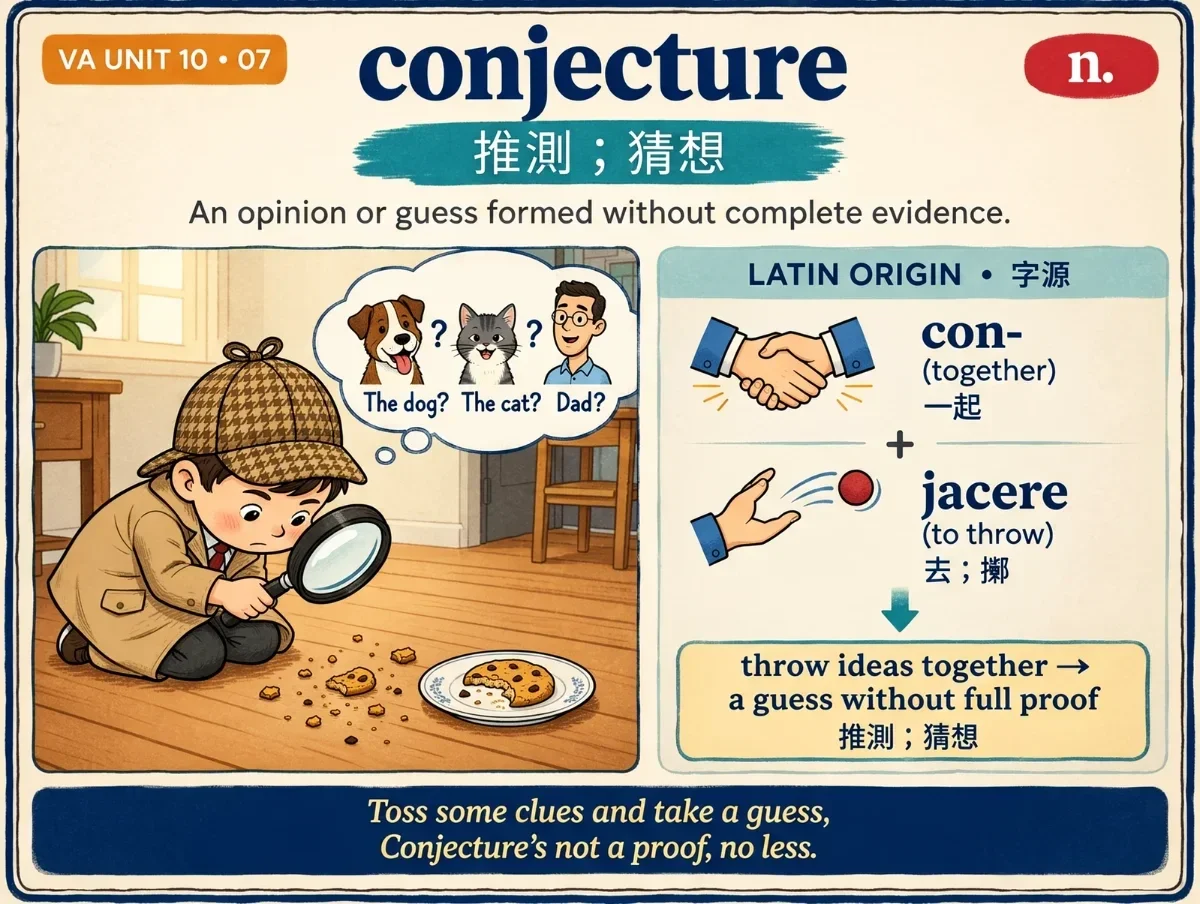 VA UNIT 10 • 07
conjecture
n.
推測；猜想
An opinion or guess formed without complete evidence.
? ?
The dog? The cat? Dad?
LATIN ORIGIN • 字源
con-
(together)
一起
+
jacere
(to throw)
去；擲
throw ideas together →
a guess without full proof
推測；猜想
Toss some clues and take a guess,
Conjecture's not a proof, no less.